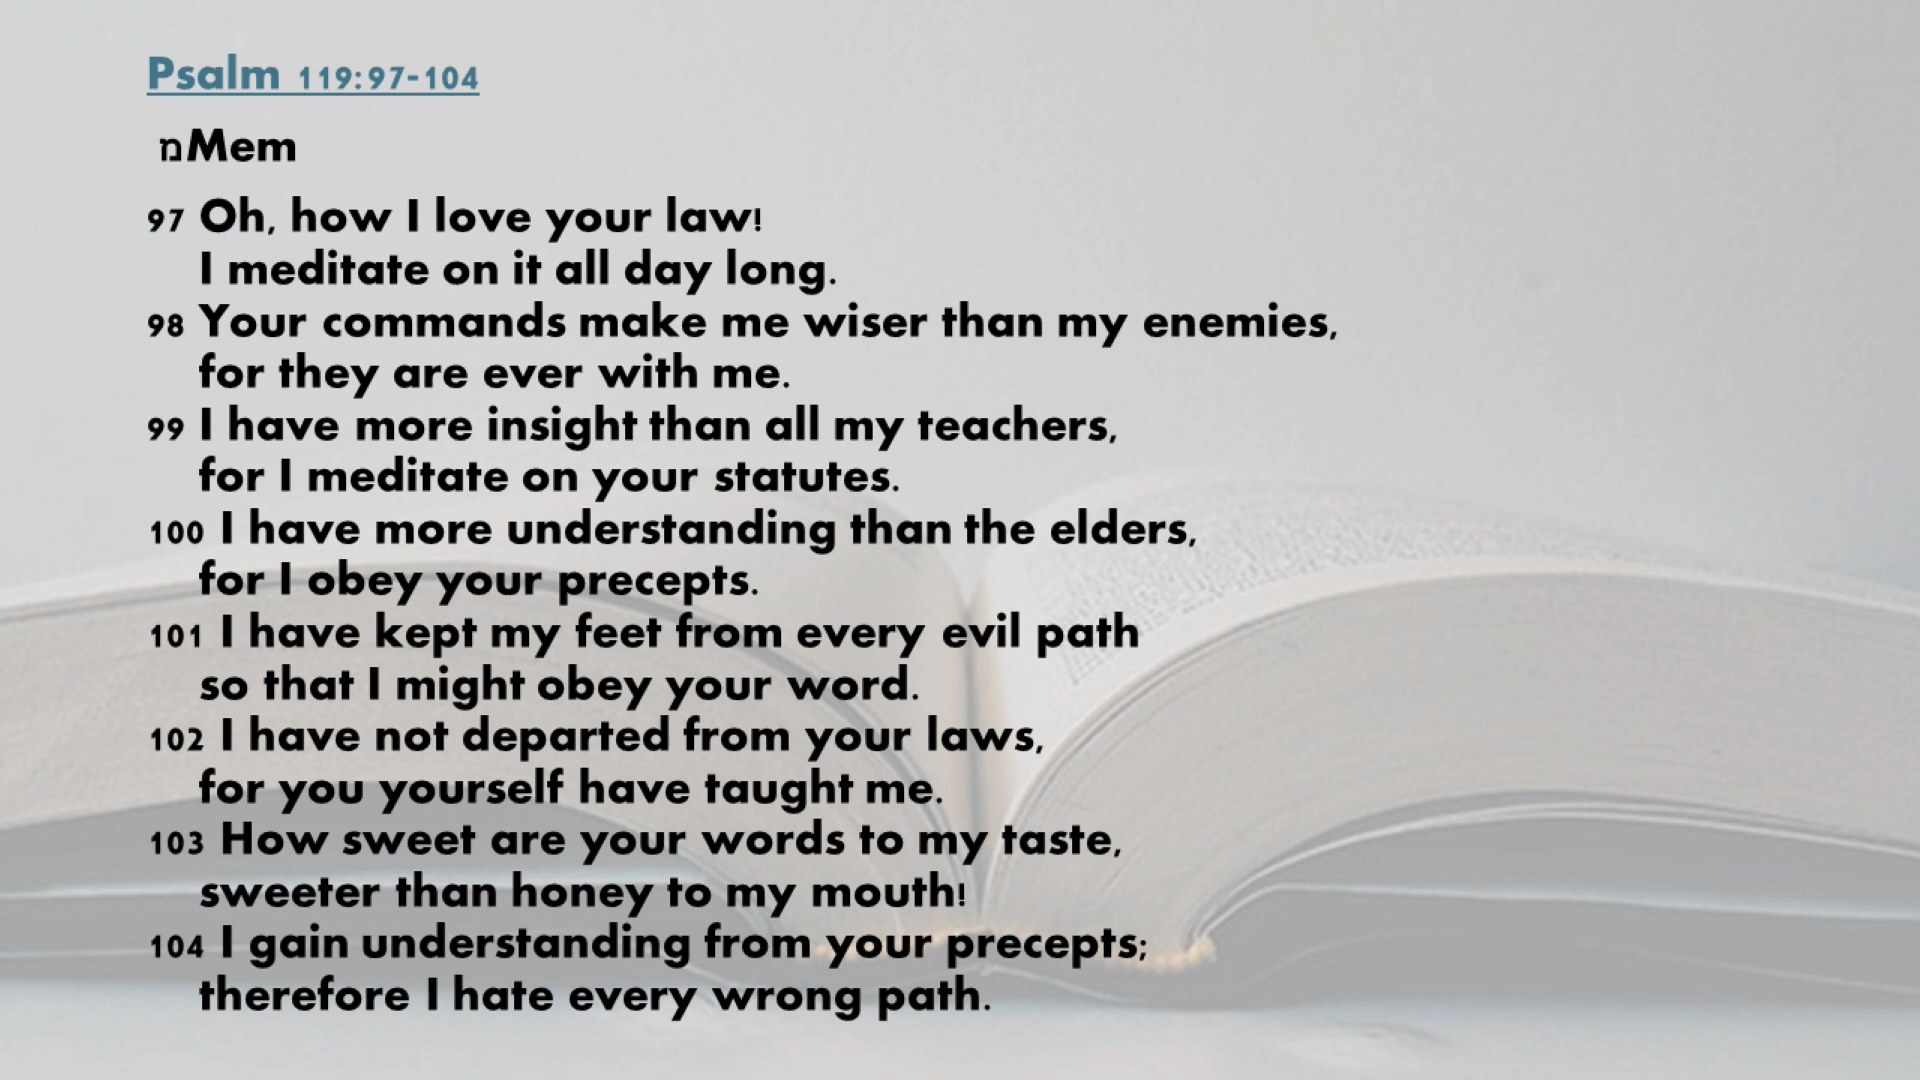 Psalm 119:97-104
מMem
97 Oh, how I love your law!
I meditate on it all day long.
98 Your commands make me wiser than my enemies,
for they are ever with me.
99 I have more insight than all my teachers,
for I meditate on your statutes.
100 I have more understanding than the elders,
for I obey your precepts.
101 I have kept my feet from every evil path
so that I might obey your word.
102 I have not departed from your laws,
for you yourself have taught me.
103 How sweet are your words to my taste,
sweeter than honey to my mouth!
104 I gain understanding from your precepts;
therefore I hate every wrong path.